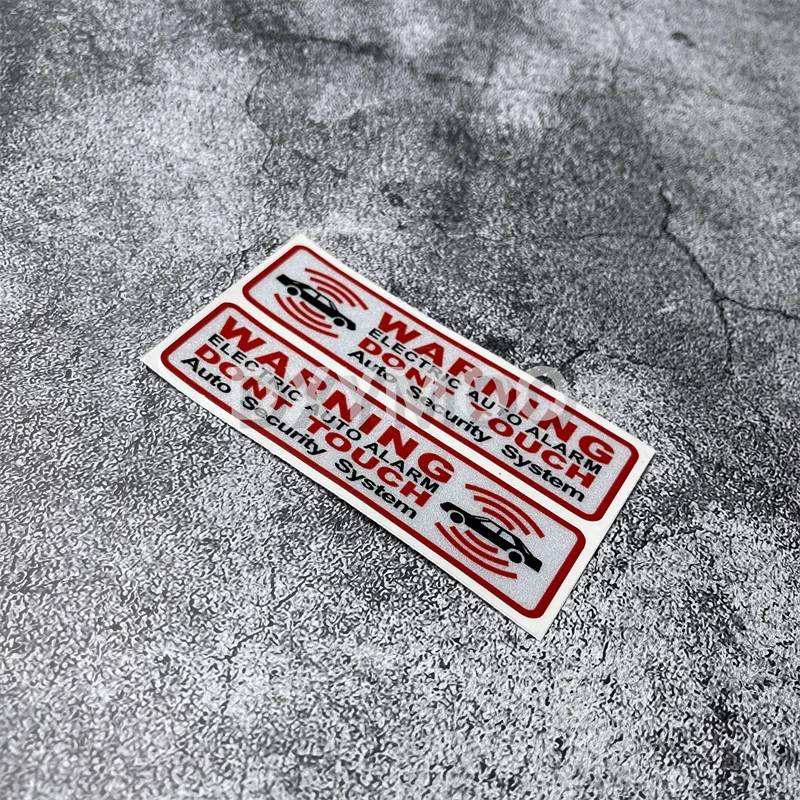 WARNING
ELECTRIC AUTO ALARM
DONT TOUCH
Auto Security System
WARNING
ELECTRIC AUTO ALARM
DONT TOUCH
Auto Security System